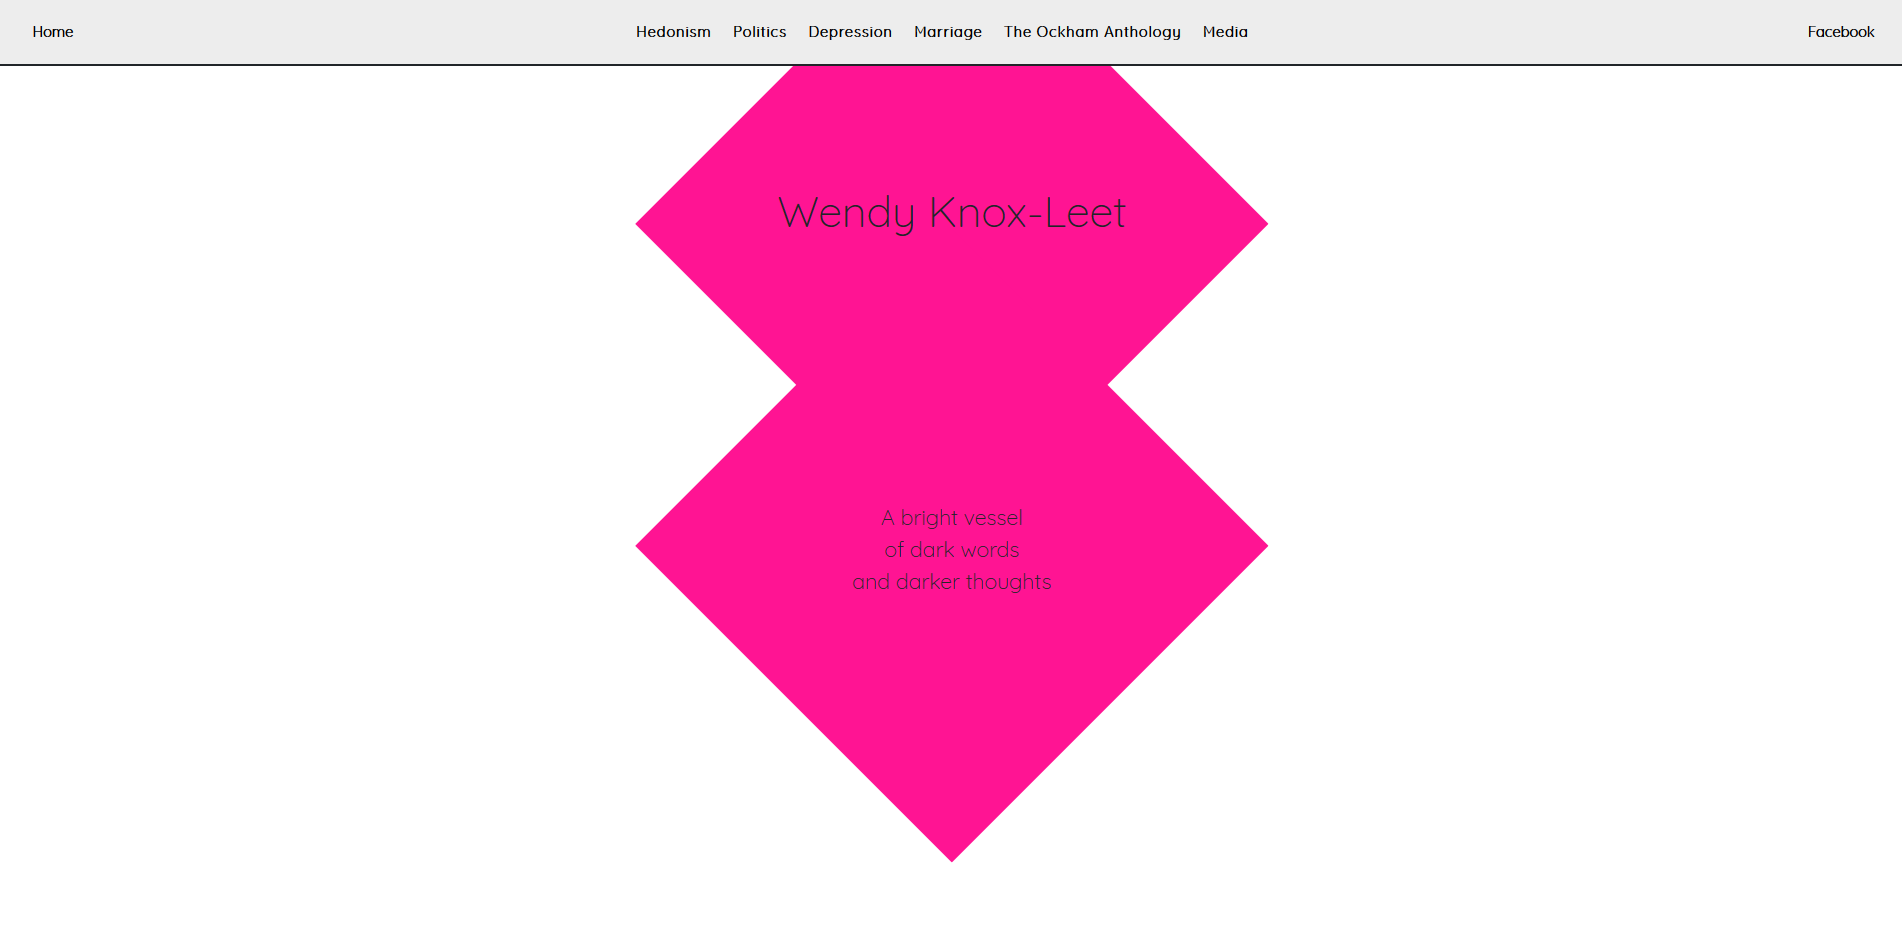 Home
Hedonism Politics Depression Marriage The Ockham Anthology Media
Facebook
Wendy Knox-Leet
A bright vessel
of dark words
and darker thoughts